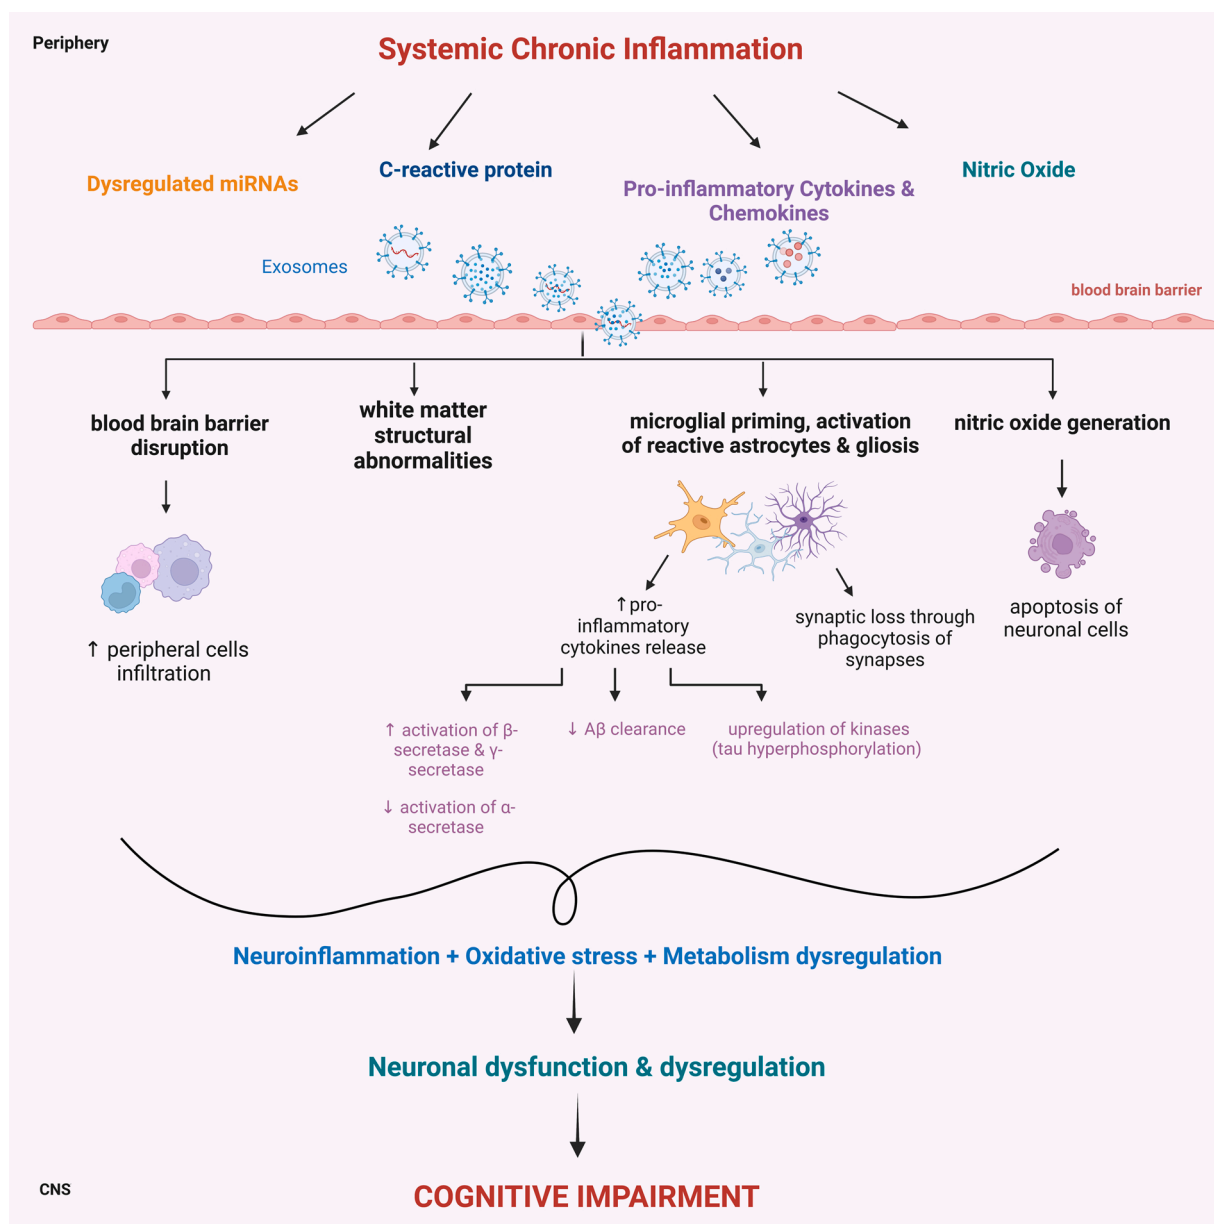 Periphery
Systemic Chronic Inflammation
Dysregulated miRNAs
C-reactive protein
Pro-inflammatory Cytokines &
Chemokines
Nitric Oxide
Exosomes
blood brain barrier
blood brain barrier
disruption
white matter
structural
abnormalities
microglial priming, activation
of reactive astrocytes & gliosis
nitric oxide generation
↑ peripheral cells
infiltration
↑ pro-
inflammatory
cytokines release
synaptic loss through
phagocytosis of
synapses
apoptosis of
neuronal cells
↑ activation of β-
secretase & γ-
secretase
↓ activation of α-
secretase
↓ Aβ clearance
upregulation of kinases
(tau hyperphosphorylation)
Neuroinflammation + Oxidative stress + Metabolism dysregulation
Neuronal dysfunction & dysregulation
CNS
COGNITIVE IMPAIRMENT